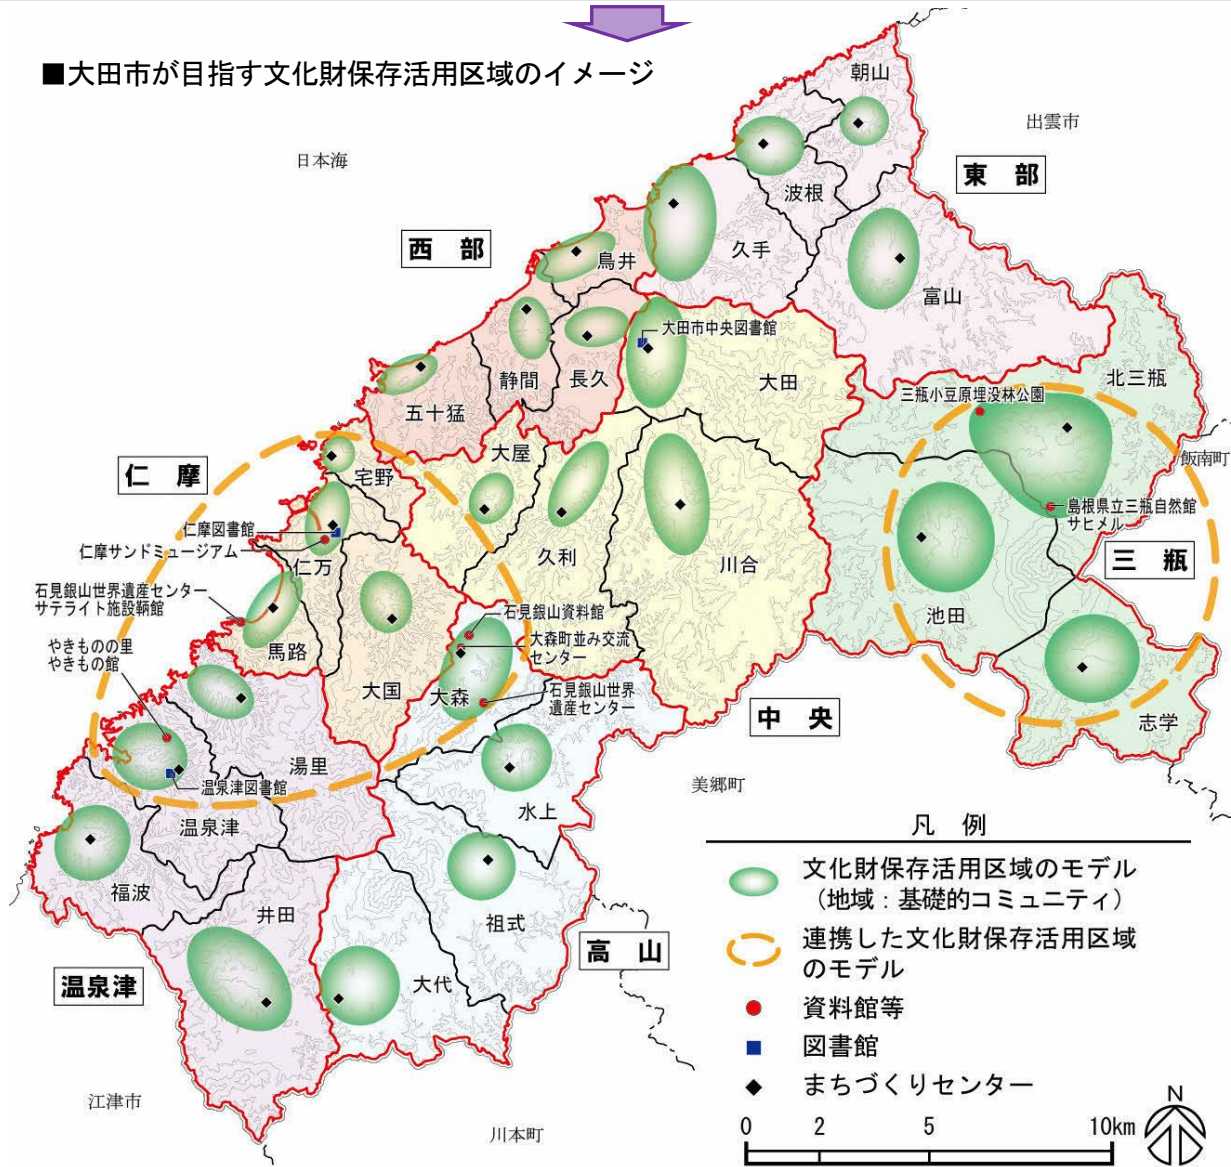 ■大田市が目指す文化財保存活用区域のイメージ
朝山
出雲市
日本海
東 部
波根
西 部
久手
鳥井
富山
大田市中央図書館
北三瓶
静間
長久
大田
三瓶小豆原埋没林公園
五十猛
大屋
飯南町
仁 摩
宅野
島根県立三瓶自然館
サヒメル
仁摩図書館
仁摩サンドミュージアム
仁万
久利
川合
三 瓶
石見銀山世界遺産センター
サテライト施設鞆館
石見銀山資料館
池田
やきものの里
やきもの館
馬路
大森町並み交流
センター
大国
大森
石見銀山世界
遺産センター
中 央
志学
湯里
温泉津図書館
美郷町
水上
温泉津
凡 例
福波
文化財保存活用区域のモデル
(地域:基礎的コミュニティ)
井田
祖式
連携した文化財保存活用区域
のモデル
高 山
温泉津
大代
資料館等
図書館
まちづくりセンター
江津市
川本町
N
0 2 5 10km